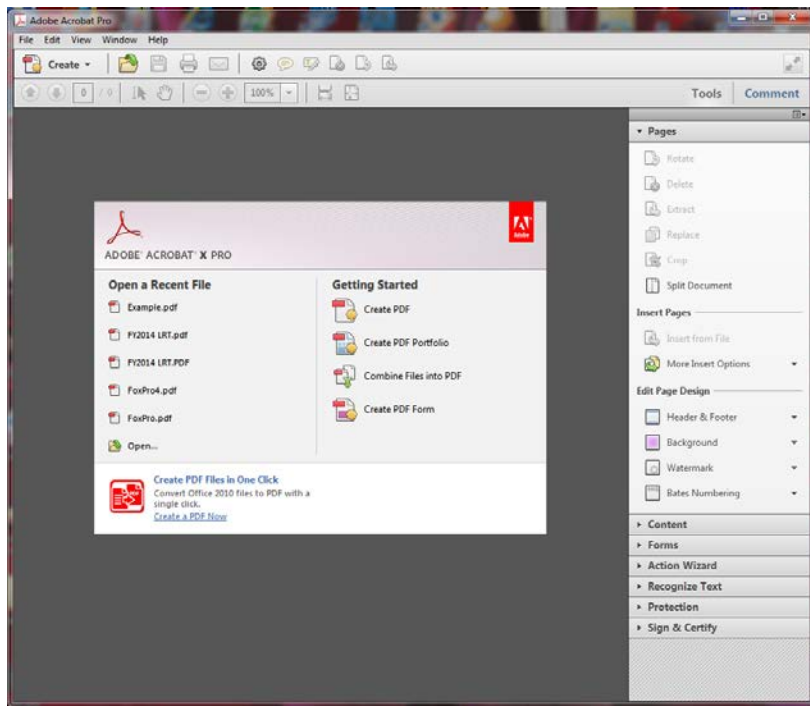 Adobe Acrobat Pro
File Edit View Window Help
Create
0 / 0 100% Tools Comment
Pages
Rotate
Delete
Extract
Replace
Crop
Split Document
Insert Pages
Insert from File
More Insert Options
Edit Page Design
Header & Footer
Background
Watermark
Bates Numbering
Content
Forms
Action Wizard
Recognize Text
Protection
Sign & Certify
Adobe
ADOBE® ACROBAT® X PRO
Open a Recent File
Example.pdf
FY2014 LRT.pdf
FY2014 LRT.PDF
FoxPro4.pdf
FoxPro.pdf
Open...
Getting Started
Create PDF
Create PDF Portfolio
Combine Files into PDF
Create PDF Form
Create PDF Files in One Click
Convert Office 2010 files to PDF with a
single click.
Create a PDF Now